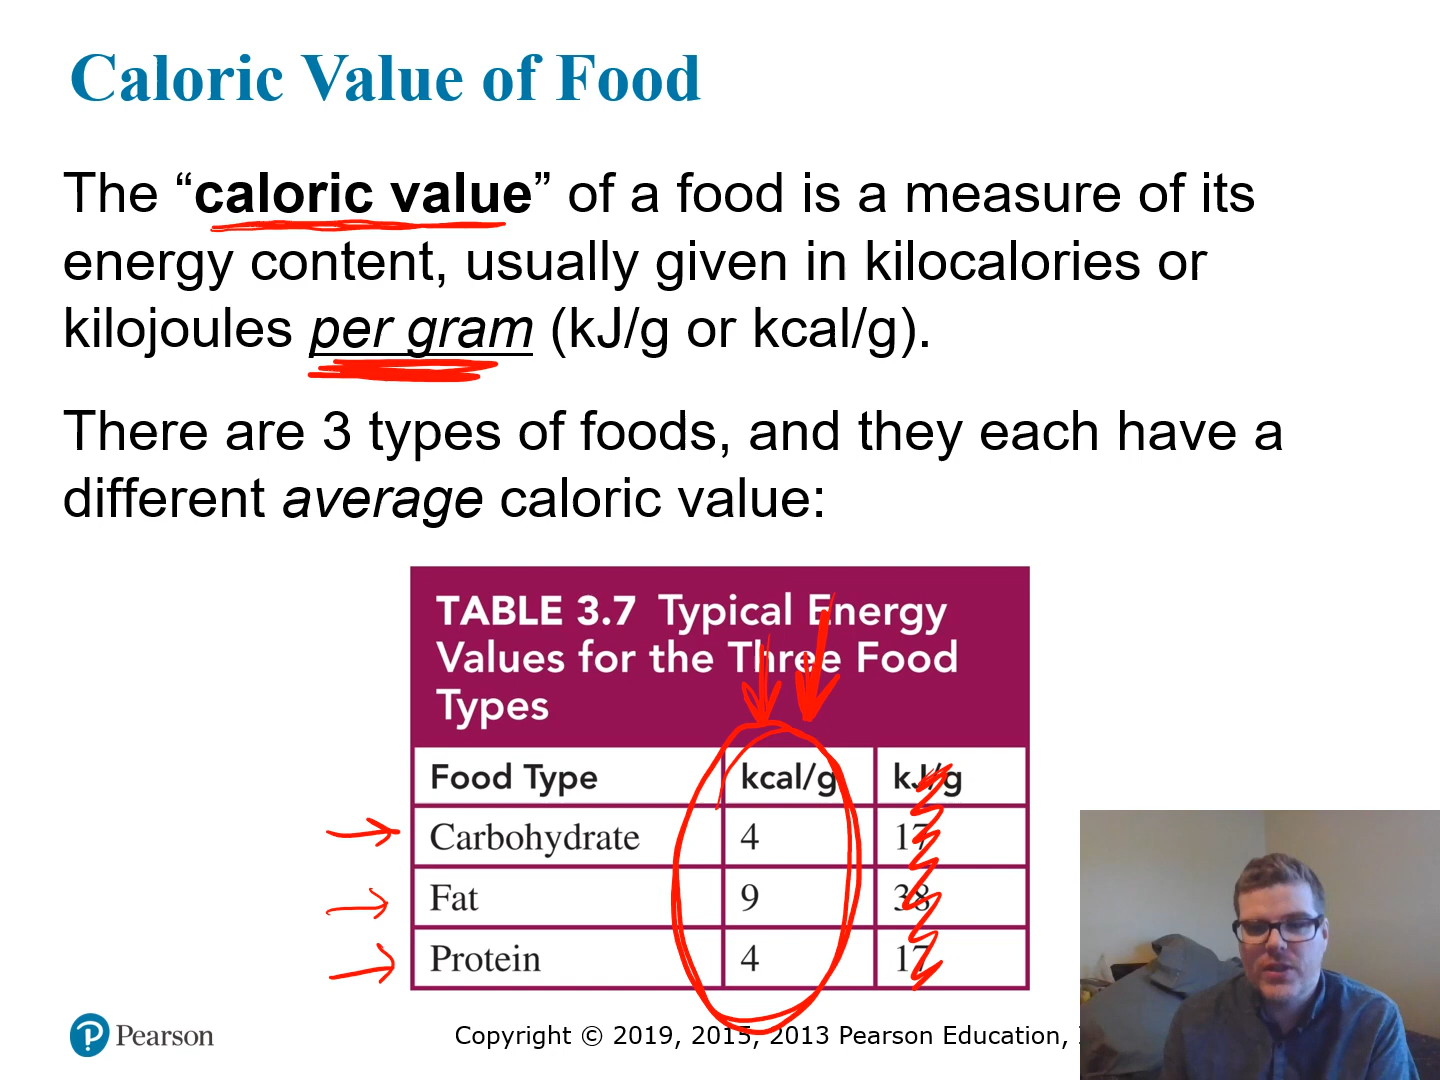 Caloric Value of Food
The “caloric value” of a food is a measure of its
energy content, usually given in kilocalories or
kilojoules per gram (kJ/g or kcal/g).
There are 3 types of foods, and they each have a
different average caloric value:
TABLE 3.7 Typical Energy
Values for the Three Food
Types
Food Type kcal/g kJ/g
Carbohydrate 4 17
Fat 9 38
Protein 4 17
Pearson
Copyright © 2019, 2015, 2013 Pearson Education,